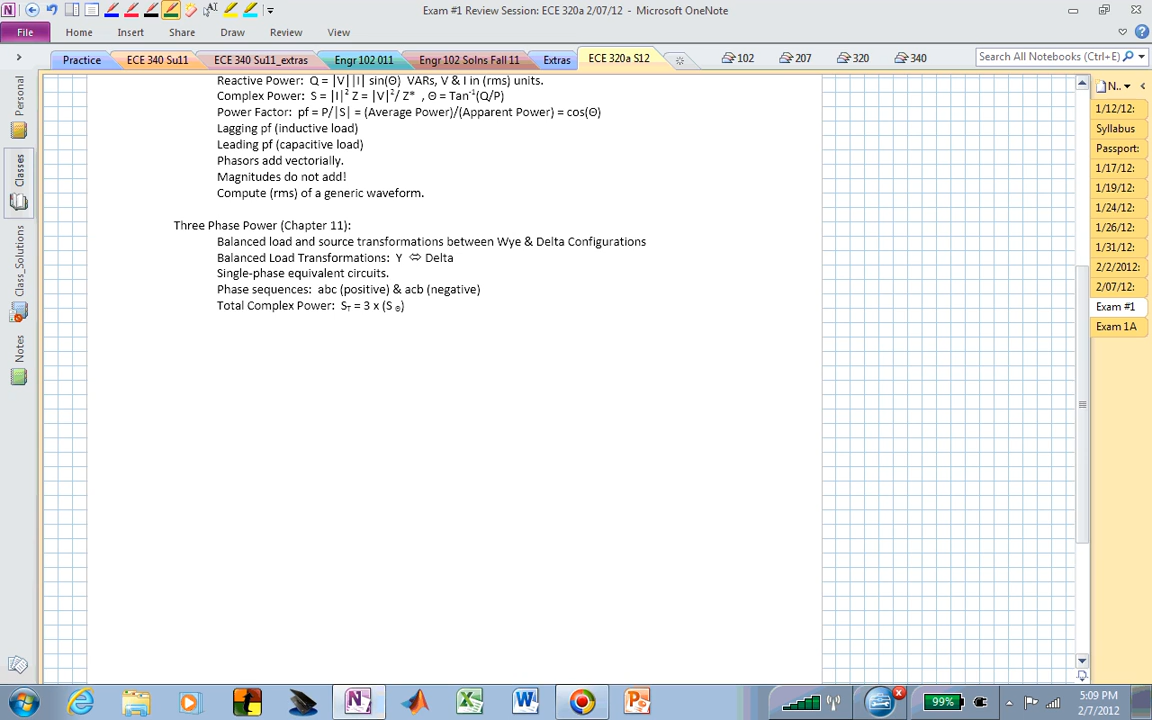 Exam #1 Review Session: ECE 320a 2/07/12 - Microsoft OneNote
File Home Insert Share Draw Review View
Practice ECE 340 Su11 ECE 340 Su11_extras Engr 102 011 Engr 102 Solns Fall 11 Extras ECE 320a S12 102 207 320 340 Search All Notebooks (Ctrl+E)
Reactive Power: Q = |V||I| sin(Θ) VARs, V & I in (rms) units.
Complex Power: S = |I|² Z = |V|²/ Z* , Θ = Tan⁻¹(Q/P)
Power Factor: pf = P/|S| = (Average Power)/(Apparent Power) = cos(Θ)
Lagging pf (inductive load)
Leading pf (capacitive load)
Phasors add vectorially.
Magnitudes do not add!
Compute (rms) of a generic waveform.
Three Phase Power (Chapter 11):
Balanced load and source transformations between Wye & Delta Configurations
Balanced Load Transformations: Y ⇔ Delta
Single-phase equivalent circuits.
Phase sequences: abc (positive) & acb (negative)
Total Complex Power: S_T = 3 x (S
Personal
Classes
Class_Solutions
Notes
N..
1/12/12:
Syllabus
Passport:
1/17/12:
1/19/12:
1/24/12:
1/26/12:
1/31/12:
2/2/2012:
2/07/12:
Exam #1
Exam 1A
99%
5:09 PM
2/7/2012